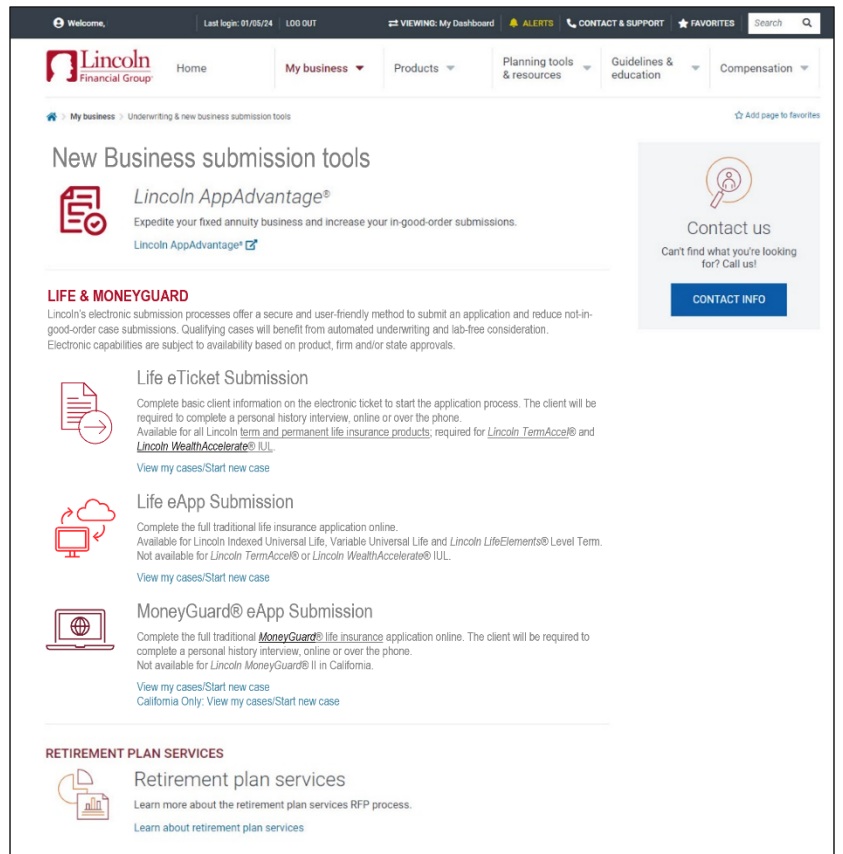 Welcome,
Last login: 01/05/24
LOG OUT
VIEWING: My Dashboard
ALERTS
CONTACT & SUPPORT
FAVORITES
Search
Lincoln
Financial Group®
Home
My business
Products
Planning tools
& resources
Guidelines &
education
Compensation
> My business > Underwriting & new business submission tools
Add page to favorites
New Business submission tools
Lincoln AppAdvantage®
Expedite your fixed annuity business and increase your in-good-order submissions.
Lincoln AppAdvantage®
Contact us
Can't find what you're looking
for? Call us!
CONTACT INFO
LIFE & MONEYGUARD
Lincoln's electronic submission processes offer a secure and user-friendly method to submit an application and reduce not-in-
good-order case submissions. Qualifying cases will benefit from automated underwriting and lab-free consideration.
Electronic capabilities are subject to availability based on product, firm and/or state approvals.
Life eTicket Submission
Complete basic client information on the electronic ticket to start the application process. The client will be
required to complete a personal history interview, online or over the phone.
Available for all Lincoln term and permanent life insurance products; required for Lincoln TermAccel® and
Lincoln WealthAccelerate® IUL.
View my cases/Start new case
Life eApp Submission
Complete the full traditional life insurance application online.
Available for Lincoln Indexed Universal Life, Variable Universal Life and Lincoln LifeElements® Level Term.
Not available for Lincoln TermAccel® or Lincoln WealthAccelerate® IUL.
View my cases/Start new case
MoneyGuard® eApp Submission
Complete the full traditional MoneyGuard® life insurance application online. The client will be required to
complete a personal history interview, online or over the phone.
Not available for Lincoln MoneyGuard® II in California.
View my cases/Start new case
California Only: View my cases/Start new case
RETIREMENT PLAN SERVICES
Retirement plan services
Learn more about the retirement plan services RFP process.
Learn about retirement plan services